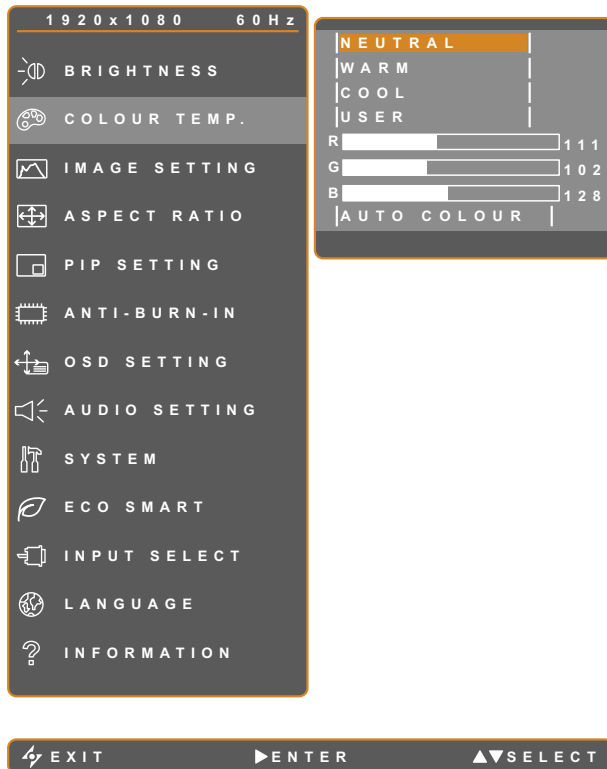 1920x1080 60Hz
BRIGHTNESS
COLOUR TEMP.
IMAGE SETTING
ASPECT RATIO
PIP SETTING
ANTI-BURN-IN
OSD SETTING
AUDIO SETTING
SYSTEM
ECO SMART
INPUT SELECT
LANGUAGE
INFORMATION
NEUTRAL
WARM
COOL
USER
R 111
G 102
B 128
AUTO COLOUR
EXIT ENTER SELECT